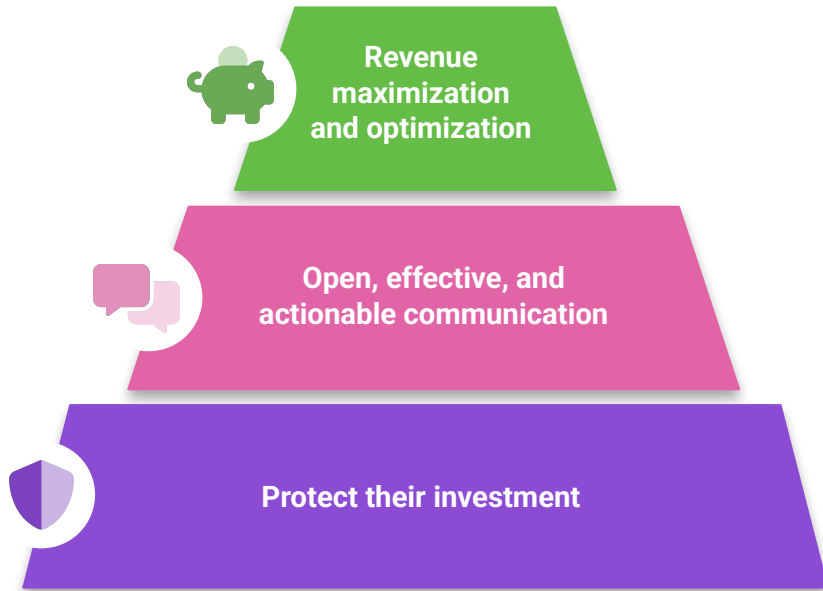 Revenue
maximization
and optimization
Open, effective, and
actionable communication
Protect their investment